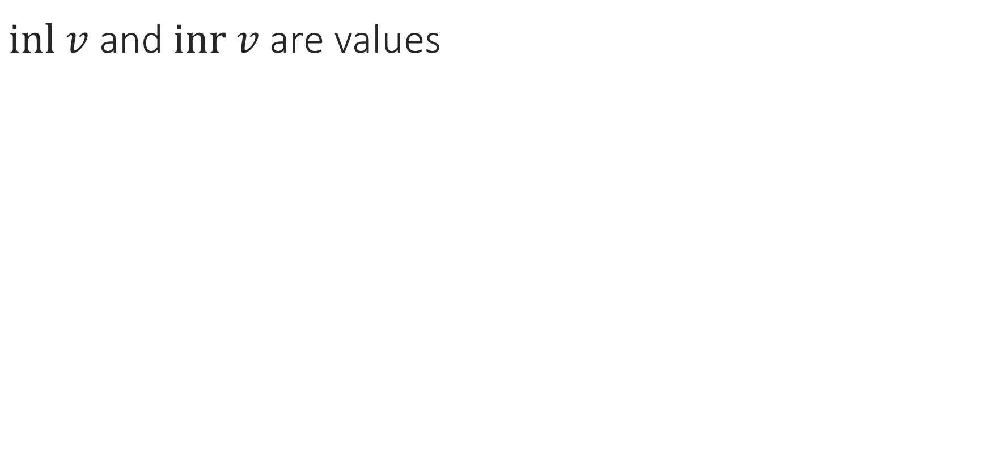 inl 𝑣 and inr 𝑣 are values